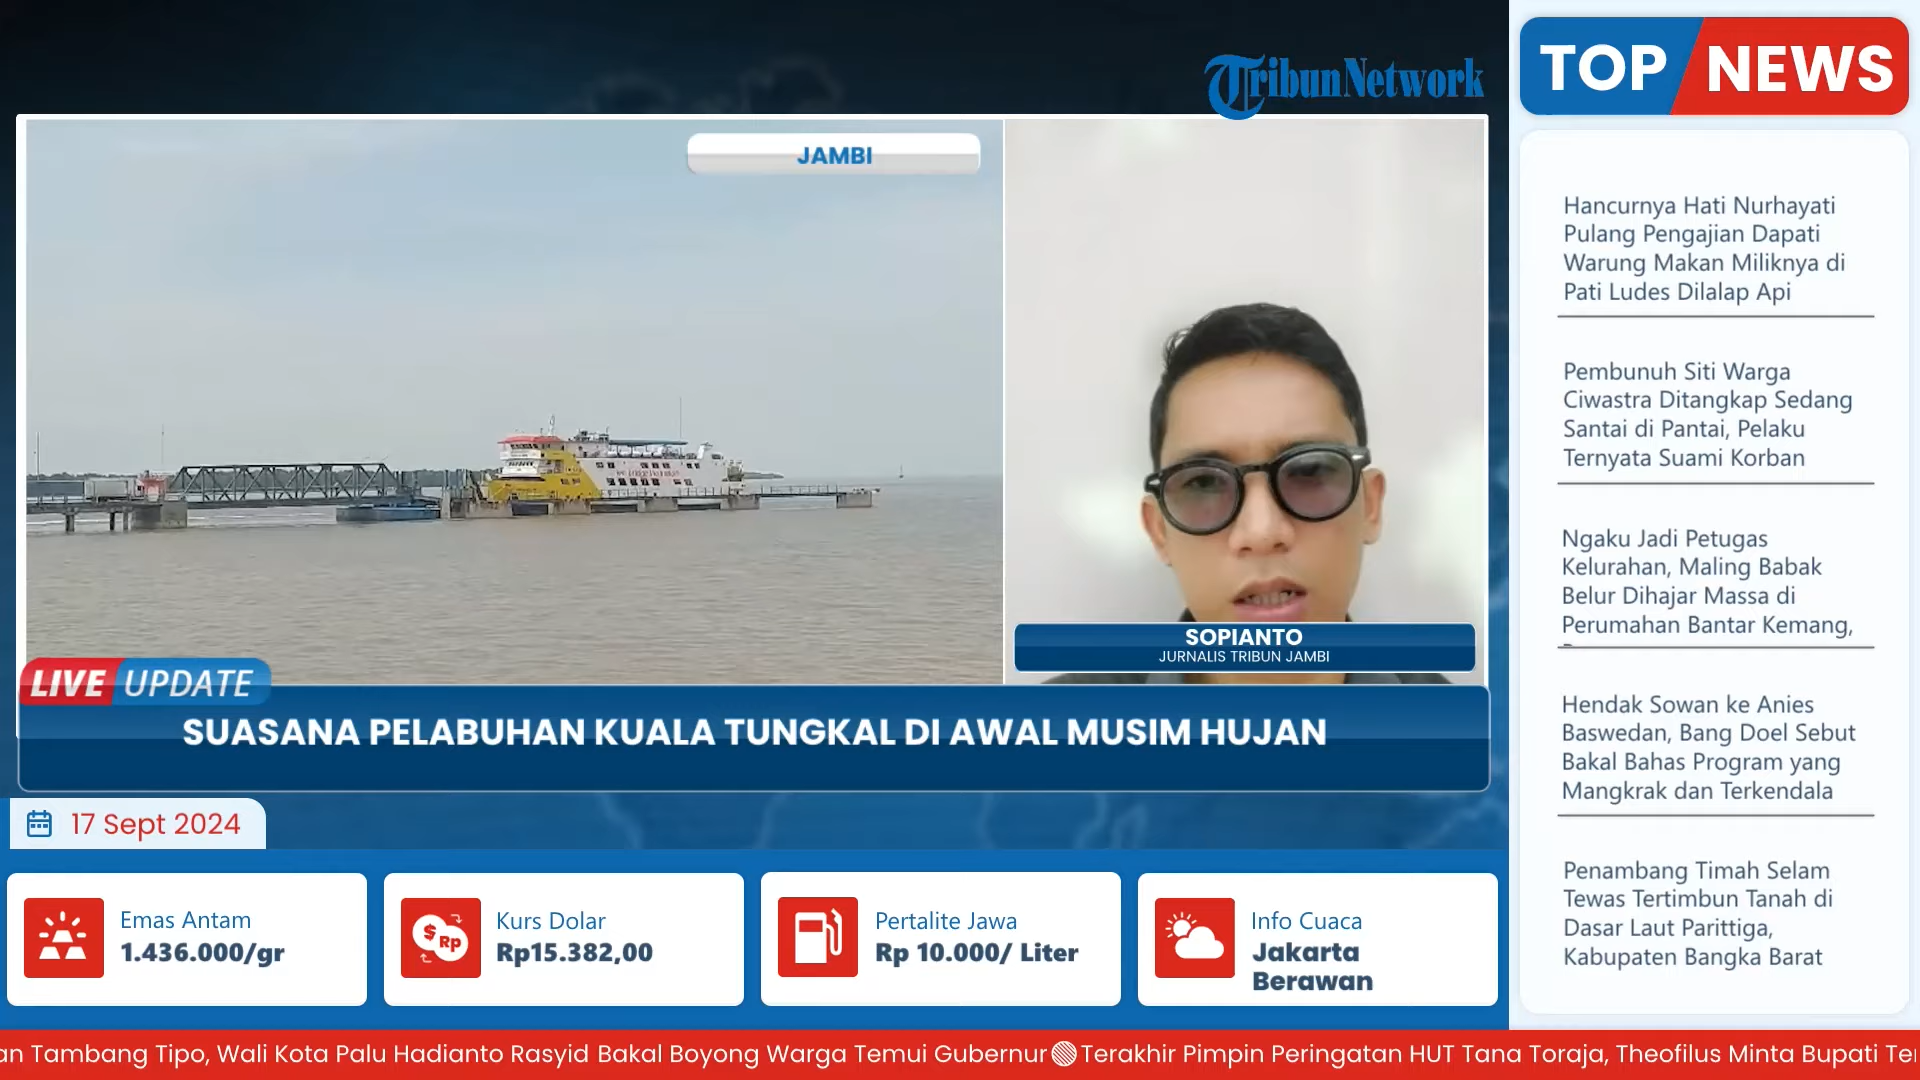 TribunNetwork
JAMBI
SOPIANTO
JURNALIS TRIBUN JAMBI
LIVE UPDATE
SUASANA PELABUHAN KUALA TUNGKAL DI AWAL MUSIM HUJAN
17 Sept 2024
Emas Antam
1.436.000/gr
Kurs Dolar
Rp15.382,00
Pertalite Jawa
Rp 10.000/ Liter
Info Cuaca
Jakarta
Berawan
TOP NEWS
Hancurnya Hati Nurhayati
Pulang Pengajian Dapati
Warung Makan Miliknya di
Pati Ludes Dilalap Api
Pembunuh Siti Warga
Ciwastra Ditangkap Sedang
Santai di Pantai, Pelaku
Ternyata Suami Korban
Ngaku Jadi Petugas
Kelurahan, Maling Babak
Belur Dihajar Massa di
Perumahan Bantar Kemang,
Hendak Sowan ke Anies
Baswedan, Bang Doel Sebut
Bakal Bahas Program yang
Mangkrak dan Terkendala
Penambang Timah Selam
Tewas Tertimbun Tanah di
Dasar Laut Parittiga,
Kabupaten Bangka Barat
an Tambang Tipo, Wali Kota Palu Hadianto Rasyid Bakal Boyong Warga Temui Gubernur Terakhir Pimpin Peringatan HUT Tana Toraja, Theofilus Minta Bupati Te